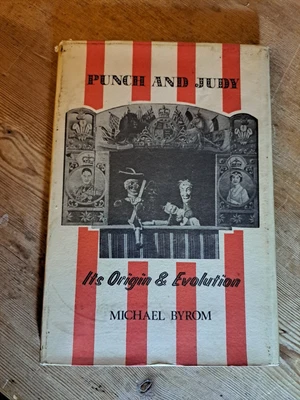 PUNCH AND JUDY
Its Origin & Evolution
MICHAEL BYROM